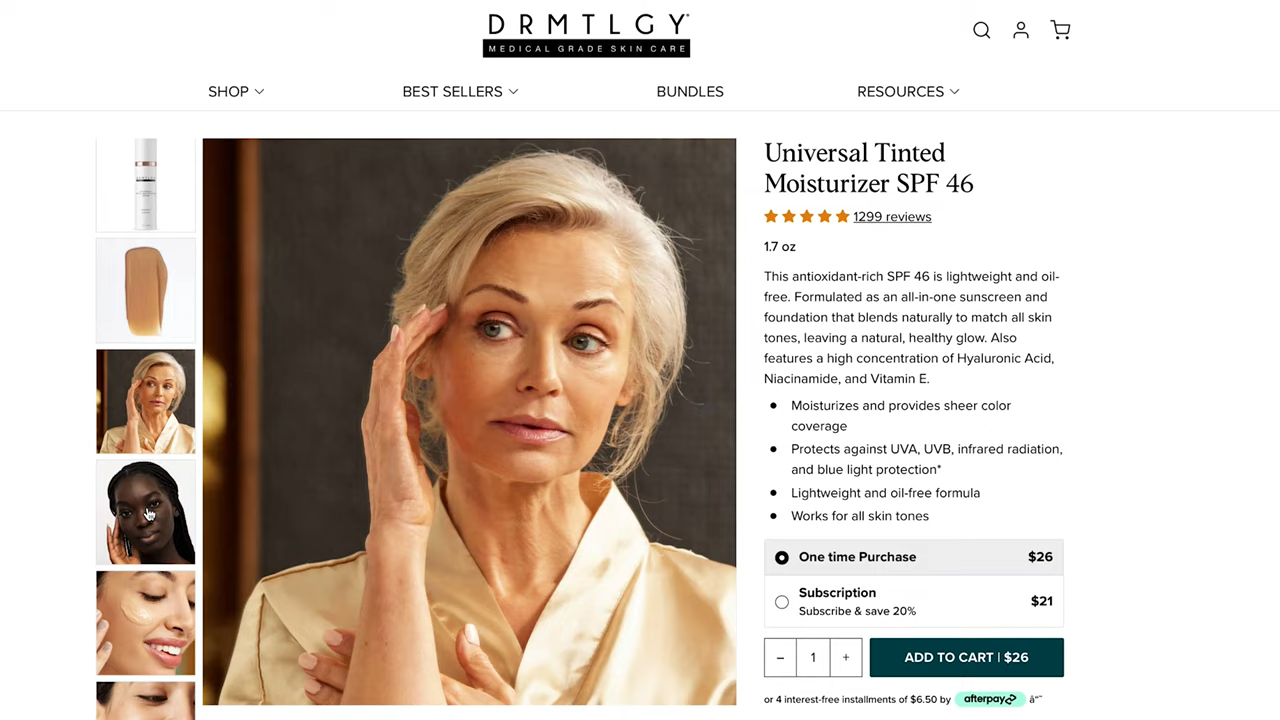 DRMTLGY
MEDICAL GRADE SKIN CARE
SHOP
BEST SELLERS
BUNDLES
RESOURCES
Universal Tinted
Moisturizer SPF 46
1299 reviews
1.7 oz
This antioxidant-rich SPF 46 is lightweight and oil-
free. Formulated as an all-in-one sunscreen and
foundation that blends naturally to match all skin
tones, leaving a natural, healthy glow. Also
features a high concentration of Hyaluronic Acid,
Niacinamide, and Vitamin E.
Moisturizes and provides sheer color
coverage
Protects against UVA, UVB, infrared radiation,
and blue light protection*
Lightweight and oil-free formula
Works for all skin tones
One time Purchase $26
Subscription
Subscribe & save 20% $21
− 1 +
ADD TO CART | $26
or 4 interest-free installments of $6.50 by afterpay